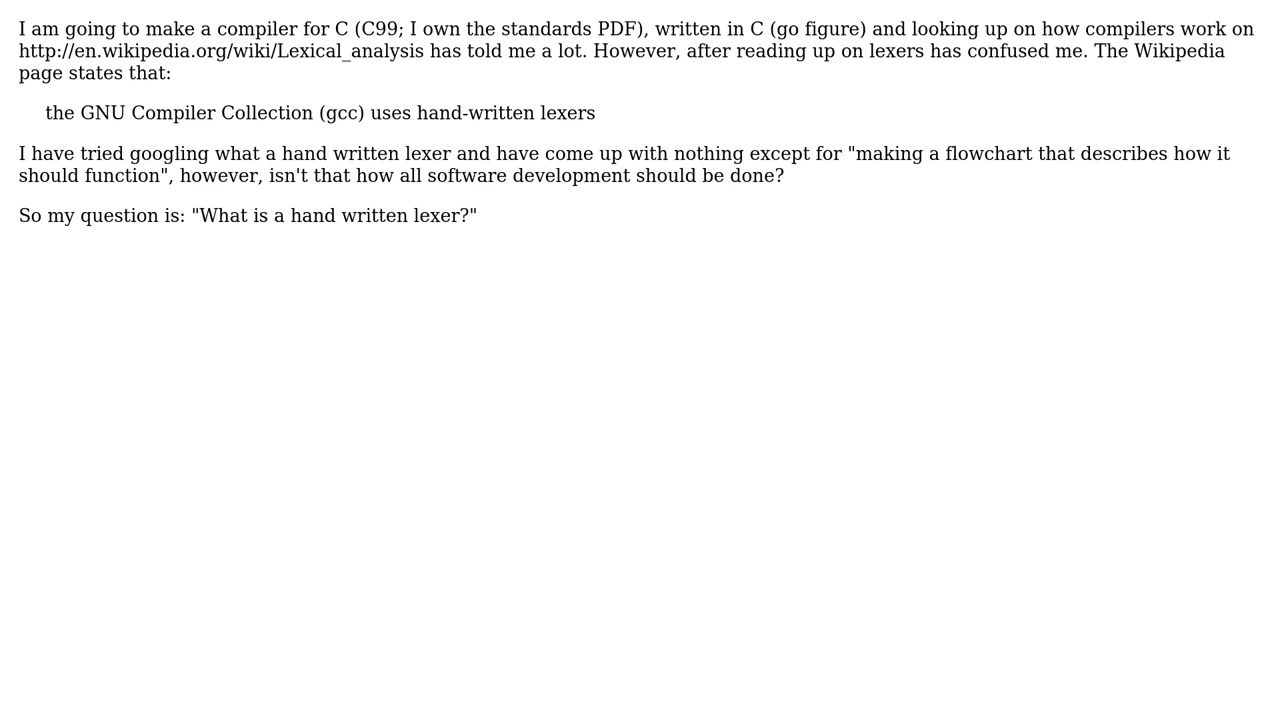 I am going to make a compiler for C (C99; I own the standards PDF), written in C (go figure) and looking up on how compilers work on
http://en.wikipedia.org/wiki/Lexical_analysis has told me a lot. However, after reading up on lexers has confused me. The Wikipedia
page states that:
the GNU Compiler Collection (gcc) uses hand-written lexers
I have tried googling what a hand written lexer and have come up with nothing except for "making a flowchart that describes how it
should function", however, isn't that how all software development should be done?
So my question is: "What is a hand written lexer?"